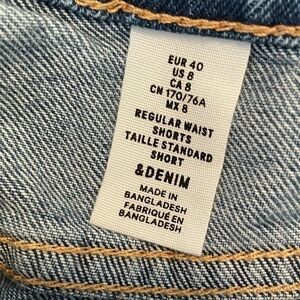 EUR 40
US 8
CA 8
CN 170/76A
MX 8
REGULAR WAIST
SHORTS
TAILLE STANDARD
SHORT
&DENIM
MADE IN
BANGLADESH
FABRIQUÉ EN
BANGLADESH